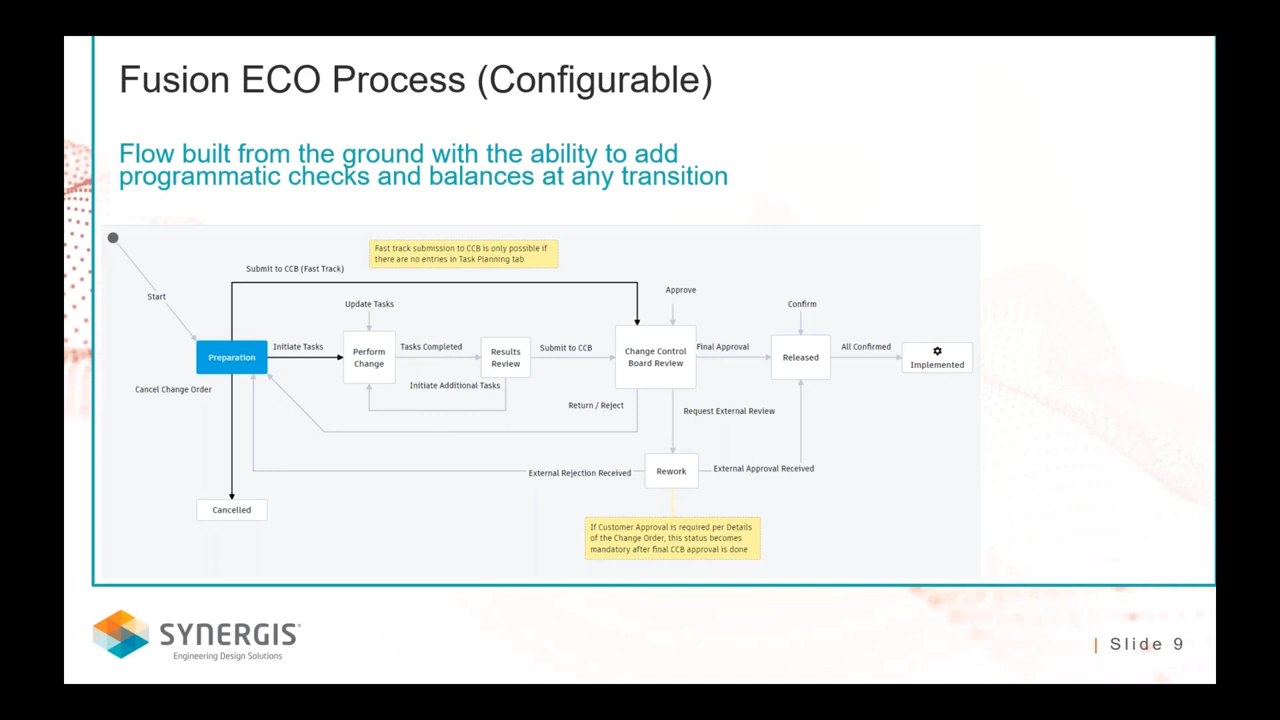 Fusion ECO Process (Configurable)
Flow built from the ground with the ability to add
programmatic checks and balances at any transition
Fast track submission to CCB is only possible if
there are no entries in Task Planning tab
Submit to CCB (Fast Track)
Start
Update Tasks
Approve
Confirm
Preparation
Initiate Tasks
Perform
Change
Tasks Completed
Results
Review
Submit to CCB
Change Control
Board Review
Final Approval
Released
All Confirmed
Implemented
Cancel Change Order
Initiate Additional Tasks
Return / Reject
Request External Review
External Rejection Received
Rework
External Approval Received
Cancelled
If Customer Approval is required per Details
of the Change Order, this status becomes
mandatory after final CCB approval is done
SYNERGIS
Engineering Design Solutions
| Slide 9